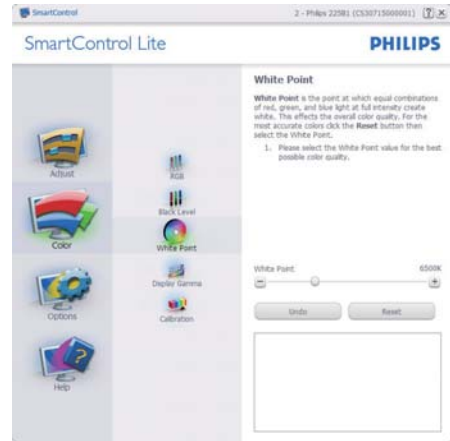 SmartControl
2 - Philips 225B1 (CS30715000001)
SmartControl Lite
PHILIPS
Adjust
Color
Options
Help
RGB
Black Level
White Point
Display Gamma
Calibration
White Point
White Point is the point at which equal combinations
of red, green, and blue light at full intensity create
white. This effects the overall color quality. For the
most accurate colors click the Reset button then
select the White Point.
1. Please select the White Point value for the best
possible color quality.
White Point 6500K
Undo Reset